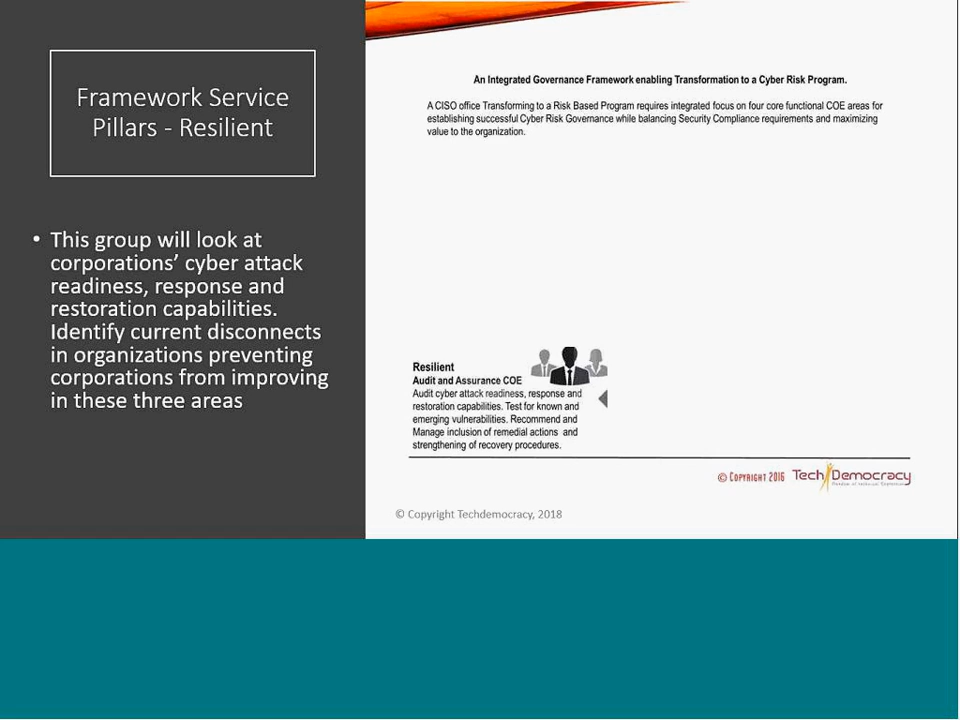 Framework Service
Pillars - Resilient
• This group will look at
corporations' cyber attack
readiness, response and
restoration capabilities.
Identify current disconnects
in organizations preventing
corporations from improving
in these three areas
An Integrated Governance Framework enabling Transformation to a Cyber Risk Program.
A CISO office Transforming to a Risk Based Program requires integrated focus on four core functional COE areas for
establishing successful Cyber Risk Governance while balancing Security Compliance requirements and maximizing
value to the organization.
Resilient
Audit and Assurance COE
Audit cyber attack readiness, response and
restoration capabilities. Test for known and
emerging vulnerabilities. Recommend and
Manage inclusion of remedial actions and
strengthening of recovery procedures.
© Copyright 2016 TechDemocracy
© Copyright Techdemocracy, 2018